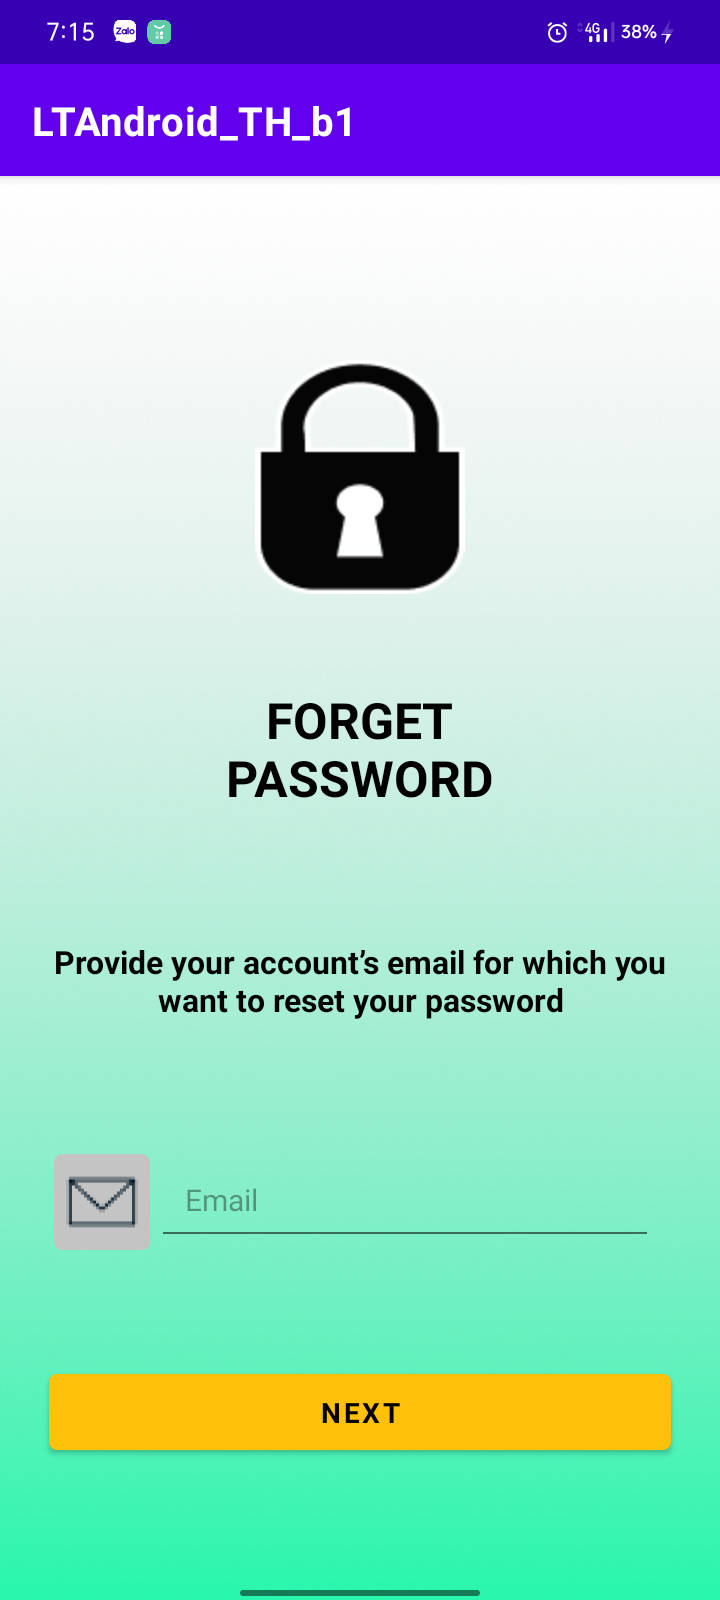 7:15
Zalo
4G
38%
LTAndroid_TH_b1
FORGET
PASSWORD
Provide your account’s email for which you
want to reset your password
Email
NEXT